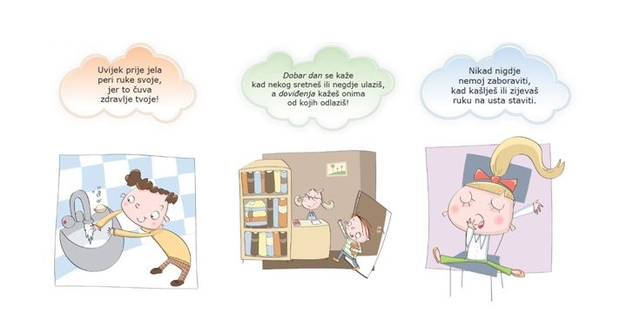 Uvijek prije jela
peri ruke svoje,
jer to čuva
zdravlje tvoje!
Dobar dan se kaže
kad nekog sretneš ili negdje ulaziš,
a doviđenja kažeš onima
od kojih odlaziš!
Nikad nigdje
nemoj zaboraviti,
kad kašlješ ili zijevaš
ruku na usta staviti.